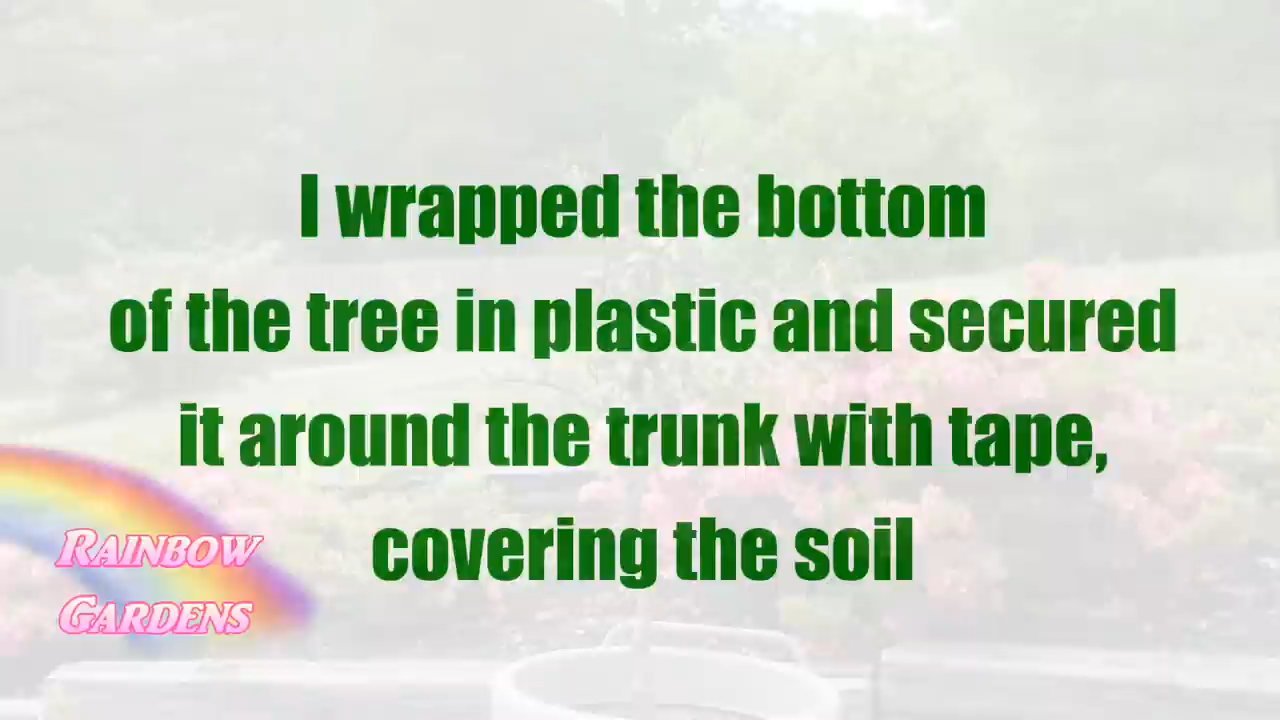 I wrapped the bottom
of the tree in plastic and secured
it around the trunk with tape,
covering the soil
Rainbow
Gardens